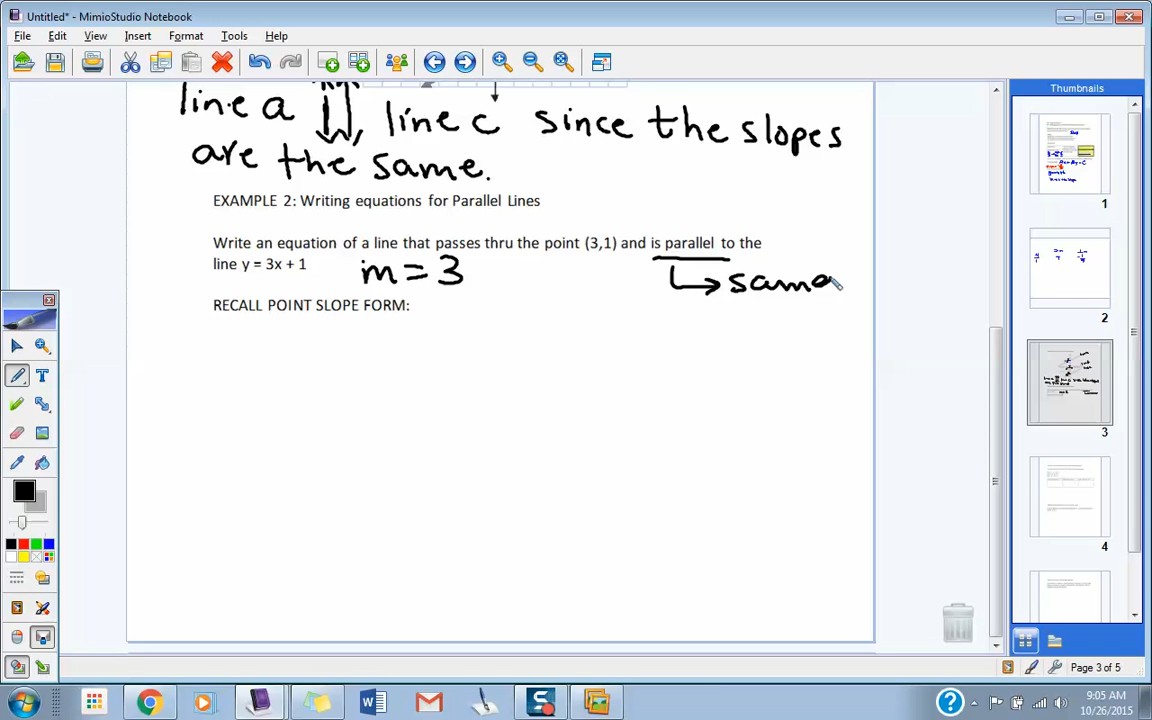 Untitled* - MimioStudio Notebook
File Edit View Insert Format Tools Help
Thumbnails
line a line c since the slopes
are the same.
EXAMPLE 2: Writing equations for Parallel Lines
Write an equation of a line that passes thru the point (3,1) and is parallel to the
line y = 3x + 1 m = 3
same
RECALL POINT SLOPE FORM:
T
1
2
3
4
Page 3 of 5
9:05 AM
10/26/2015